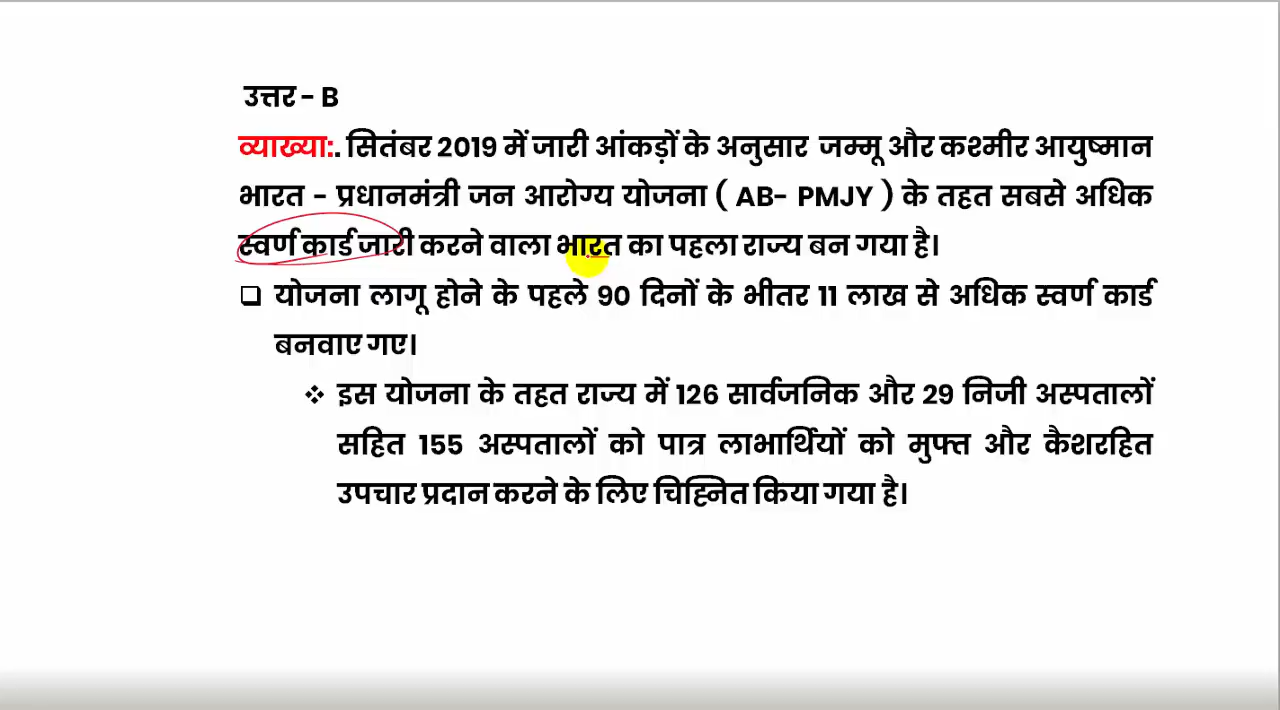 उत्तर - B
व्याख्या:. सितंबर 2019 में जारी आंकड़ों के अनुसार जम्मू और कश्मीर आयुष्मान
भारत - प्रधानमंत्री जन आरोग्य योजना ( AB- PMJY ) के तहत सबसे अधिक
स्वर्ण कार्ड जारी करने वाला भारत का पहला राज्य बन गया है।
❑ योजना लागू होने के पहले 90 दिनों के भीतर 11 लाख से अधिक स्वर्ण कार्ड
बनवाए गए।
❖ इस योजना के तहत राज्य में 126 सार्वजनिक और 29 निजी अस्पतालों
सहित 155 अस्पतालों को पात्र लाभार्थियों को मुफ्त और कैशरहित
उपचार प्रदान करने के लिए चिह्नित किया गया है।